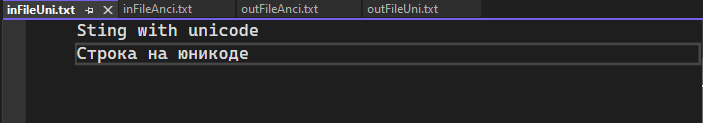 inFileUni.txt inFileAnci.txt outFileAnci.txt outFileUni.txt
Sting with unicode
Строка на юникоде